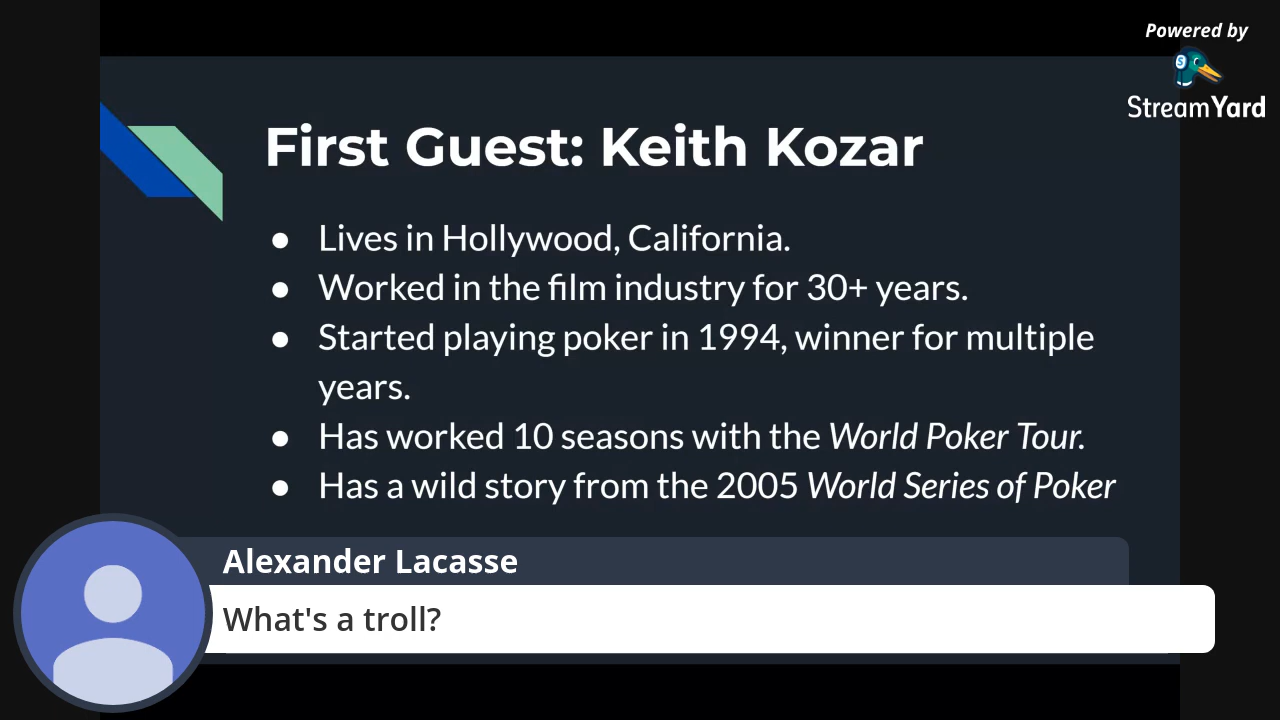 Powered by
StreamYard
First Guest: Keith Kozar
● Lives in Hollywood, California.
● Worked in the film industry for 30+ years.
● Started playing poker in 1994, winner for multiple
years.
● Has worked 10 seasons with the World Poker Tour.
● Has a wild story from the 2005 World Series of Poker
Alexander Lacasse
What's a troll?